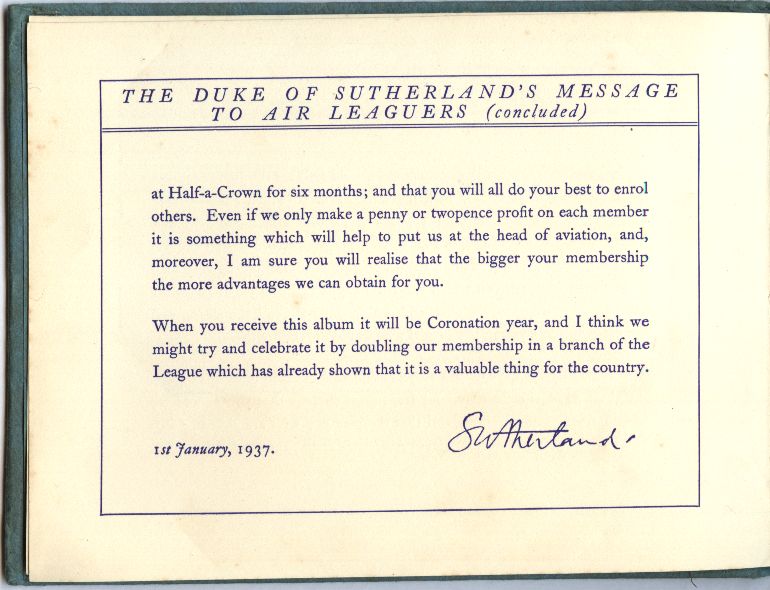 THE DUKE OF SUTHERLAND'S MESSAGE
TO AIR LEAGUERS (concluded)
at Half-a-Crown for six months; and that you will all do your best to enrol
others. Even if we only make a penny or twopence profit on each member
it is something which will help to put us at the head of aviation, and,
moreover, I am sure you will realise that the bigger your membership
the more advantages we can obtain for you.
When you receive this album it will be Coronation year, and I think we
might try and celebrate it by doubling our membership in a branch of the
League which has already shown that it is a valuable thing for the country.
Sutherland.
1st January, 1937.